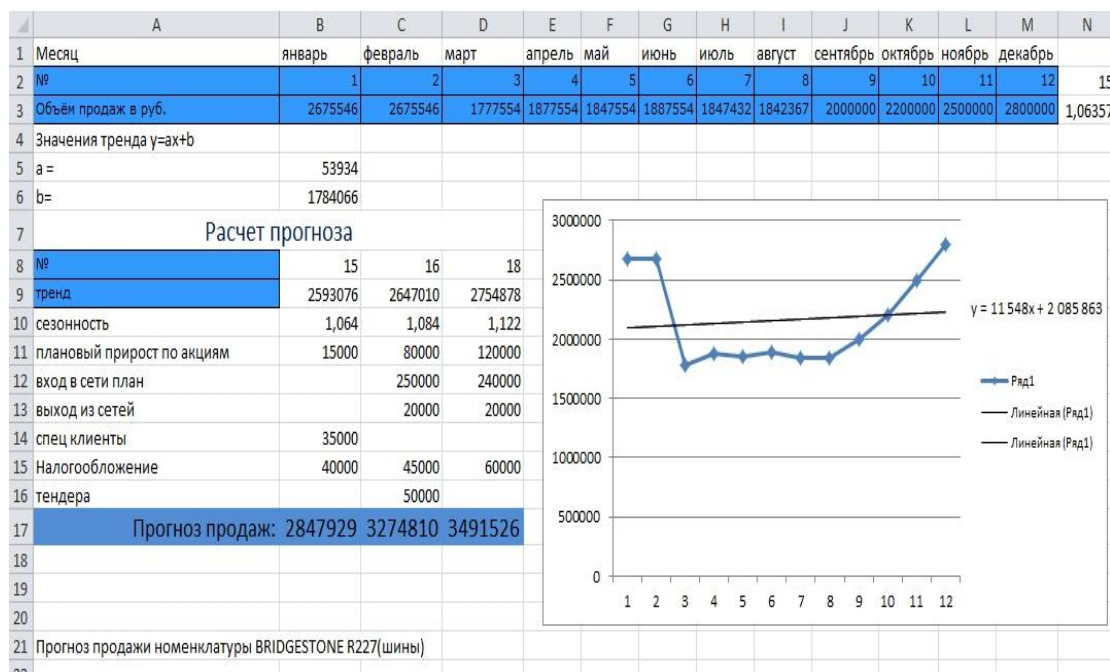 A B C D E F G H I J K L M N
1 Месяц январь февраль март апрель май июнь июль август сентябрь октябрь ноябрь декабрь
2 № 1 2 3 4 5 6 7 8 9 10 11 12 15
3 Объём продаж в руб. 2675546 2675546 1777554 1877554 1847554 1887554 1847432 1842367 2000000 2200000 2500000 2800000 1,06357
4 Значения тренда y=ax+b
5 a = 53934
6 b= 1784066
7 Расчет прогноза
8 № 15 16 18
9 тренд 2593076 2647010 2754878
10 сезонность 1,064 1,084 1,122
11 плановый прирост по акциям 15000 80000 120000
12 вход в сети план 250000 240000
13 выход из сетей 20000 20000
14 спец клиенты 35000
15 Налогообложение 40000 45000 60000
16 тендера 50000
17 Прогноз продаж: 2847929 3274810 3491526
18
19
20
21 Прогноз продажи номенклатуры BRIDGESTONE R227(шины)
3000000
2500000
2000000
1500000
1000000
500000
0
1 2 3 4 5 6 7 8 9 10 11 12
y = 11 548x + 2 085 863
Ряд1
Линейная (Ряд1)
Линейная (Ряд1)